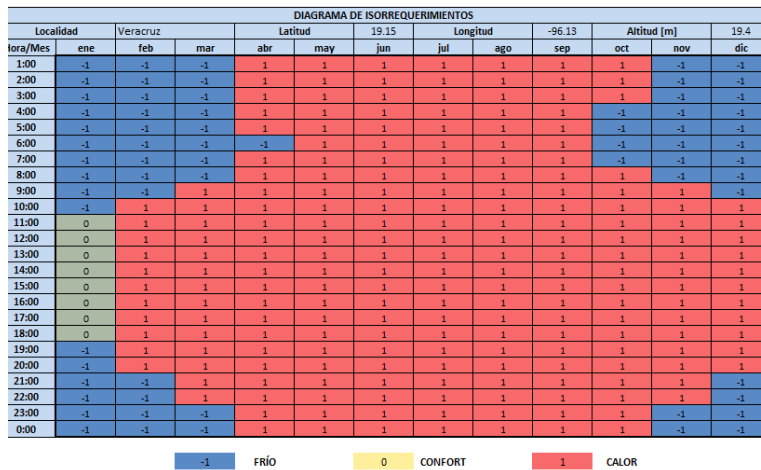 DIAGRAMA DE ISORREQUERIMIENTOS
Localidad Veracruz Latitud 19.15 Longitud -96.13 Altitud [m] 19.4
Hora/Mes ene feb mar abr may jun jul ago sep oct nov dic
1:00 -1 -1 -1 1 1 1 1 1 1 1 -1 -1
2:00 -1 -1 -1 1 1 1 1 1 1 1 -1 -1
3:00 -1 -1 -1 1 1 1 1 1 1 1 -1 -1
4:00 -1 -1 -1 1 1 1 1 1 1 -1 -1 -1
5:00 -1 -1 -1 1 1 1 1 1 1 -1 -1 -1
6:00 -1 -1 -1 -1 1 1 1 1 1 -1 -1 -1
7:00 -1 -1 -1 1 1 1 1 1 1 -1 -1 -1
8:00 -1 -1 -1 1 1 1 1 1 1 1 -1 -1
9:00 -1 -1 1 1 1 1 1 1 1 1 1 -1
10:00 -1 1 1 1 1 1 1 1 1 1 1 1
11:00 0 1 1 1 1 1 1 1 1 1 1 1
12:00 0 1 1 1 1 1 1 1 1 1 1 1
13:00 0 1 1 1 1 1 1 1 1 1 1 1
14:00 0 1 1 1 1 1 1 1 1 1 1 1
15:00 0 1 1 1 1 1 1 1 1 1 1 1
16:00 0 1 1 1 1 1 1 1 1 1 1 1
17:00 0 1 1 1 1 1 1 1 1 1 1 1
18:00 0 1 1 1 1 1 1 1 1 1 1 1
19:00 -1 1 1 1 1 1 1 1 1 1 1 1
20:00 -1 1 1 1 1 1 1 1 1 1 1 1
21:00 -1 -1 1 1 1 1 1 1 1 1 1 -1
22:00 -1 -1 1 1 1 1 1 1 1 1 1 -1
23:00 -1 -1 -1 1 1 1 1 1 1 1 -1 -1
0:00 -1 -1 -1 1 1 1 1 1 1 1 -1 -1
-1 FRÍO 0 CONFORT 1 CALOR